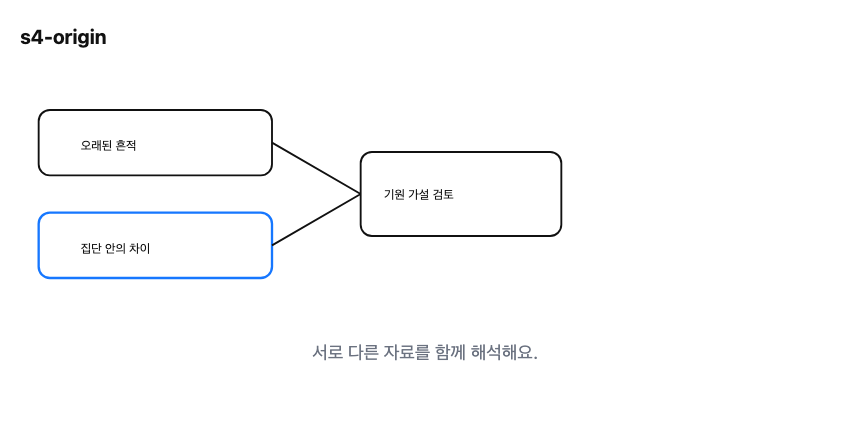 s4-origin
오래된 흔적
집단 안의 차이
기원 가설 검토
서로 다른 자료를 함께 해석해요.